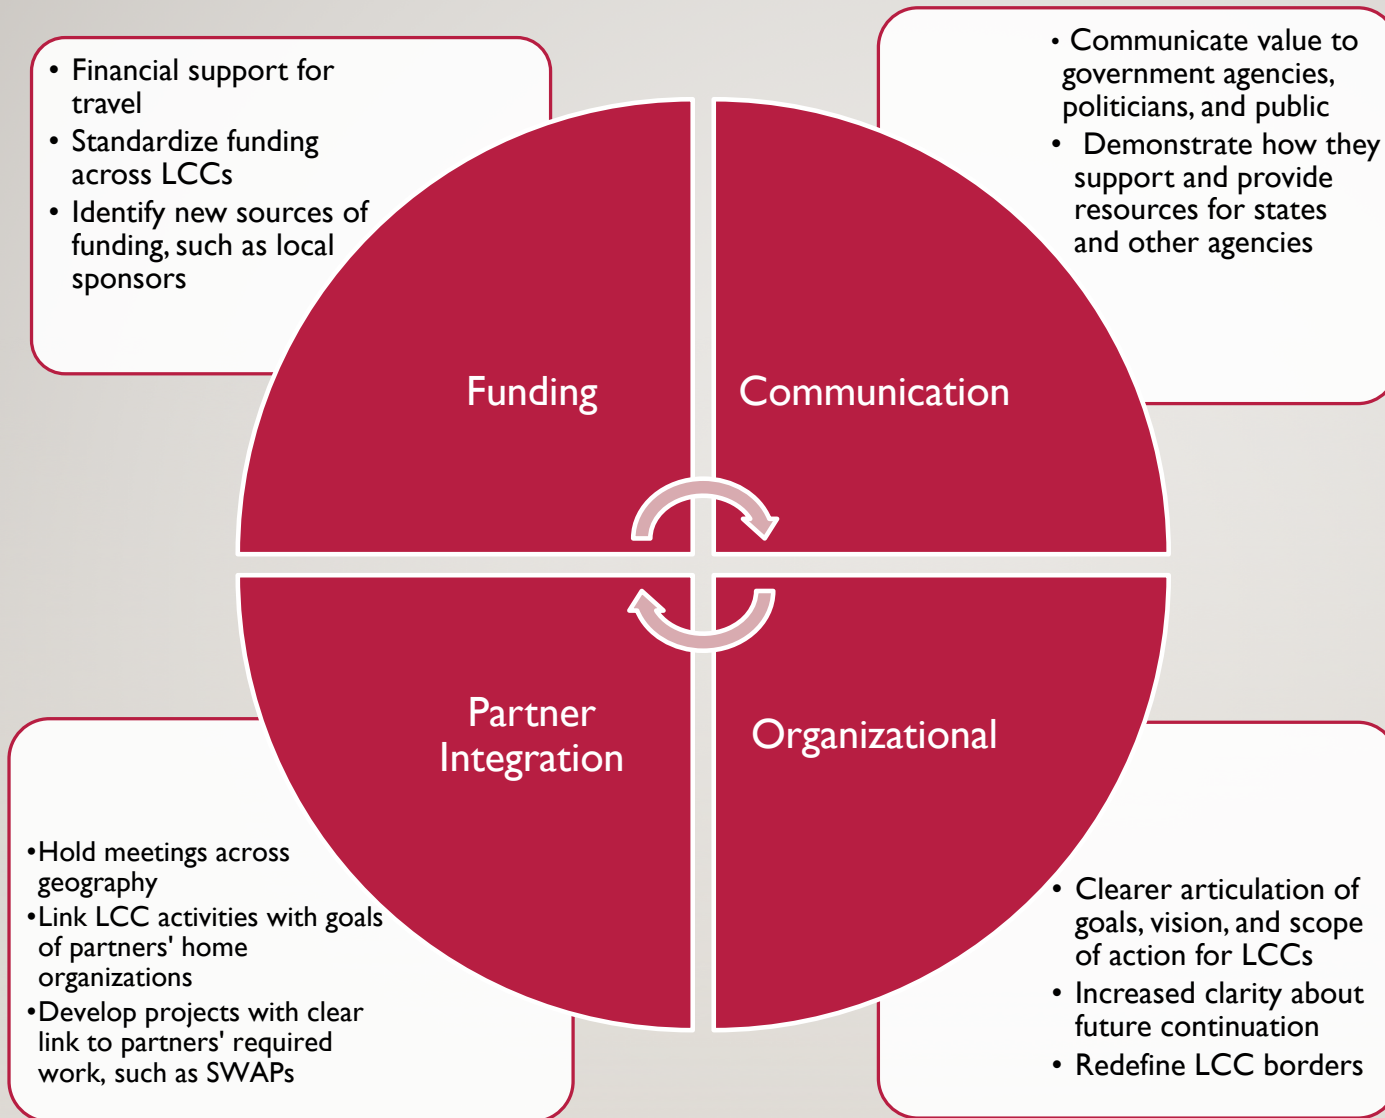 • Financial support for
travel
• Standardize funding
across LCCs
• Identify new sources of
funding, such as local
sponsors
• Communicate value to
government agencies,
politicians, and public
• Demonstrate how they
support and provide
resources for states
and other agencies
Funding
Communication
Partner
Integration
Organizational
•Hold meetings across
geography
•Link LCC activities with goals
of partners' home
organizations
•Develop projects with clear
link to partners' required
work, such as SWAPs
• Clearer articulation of
goals, vision, and scope
of action for LCCs
• Increased clarity about
future continuation
• Redefine LCC borders